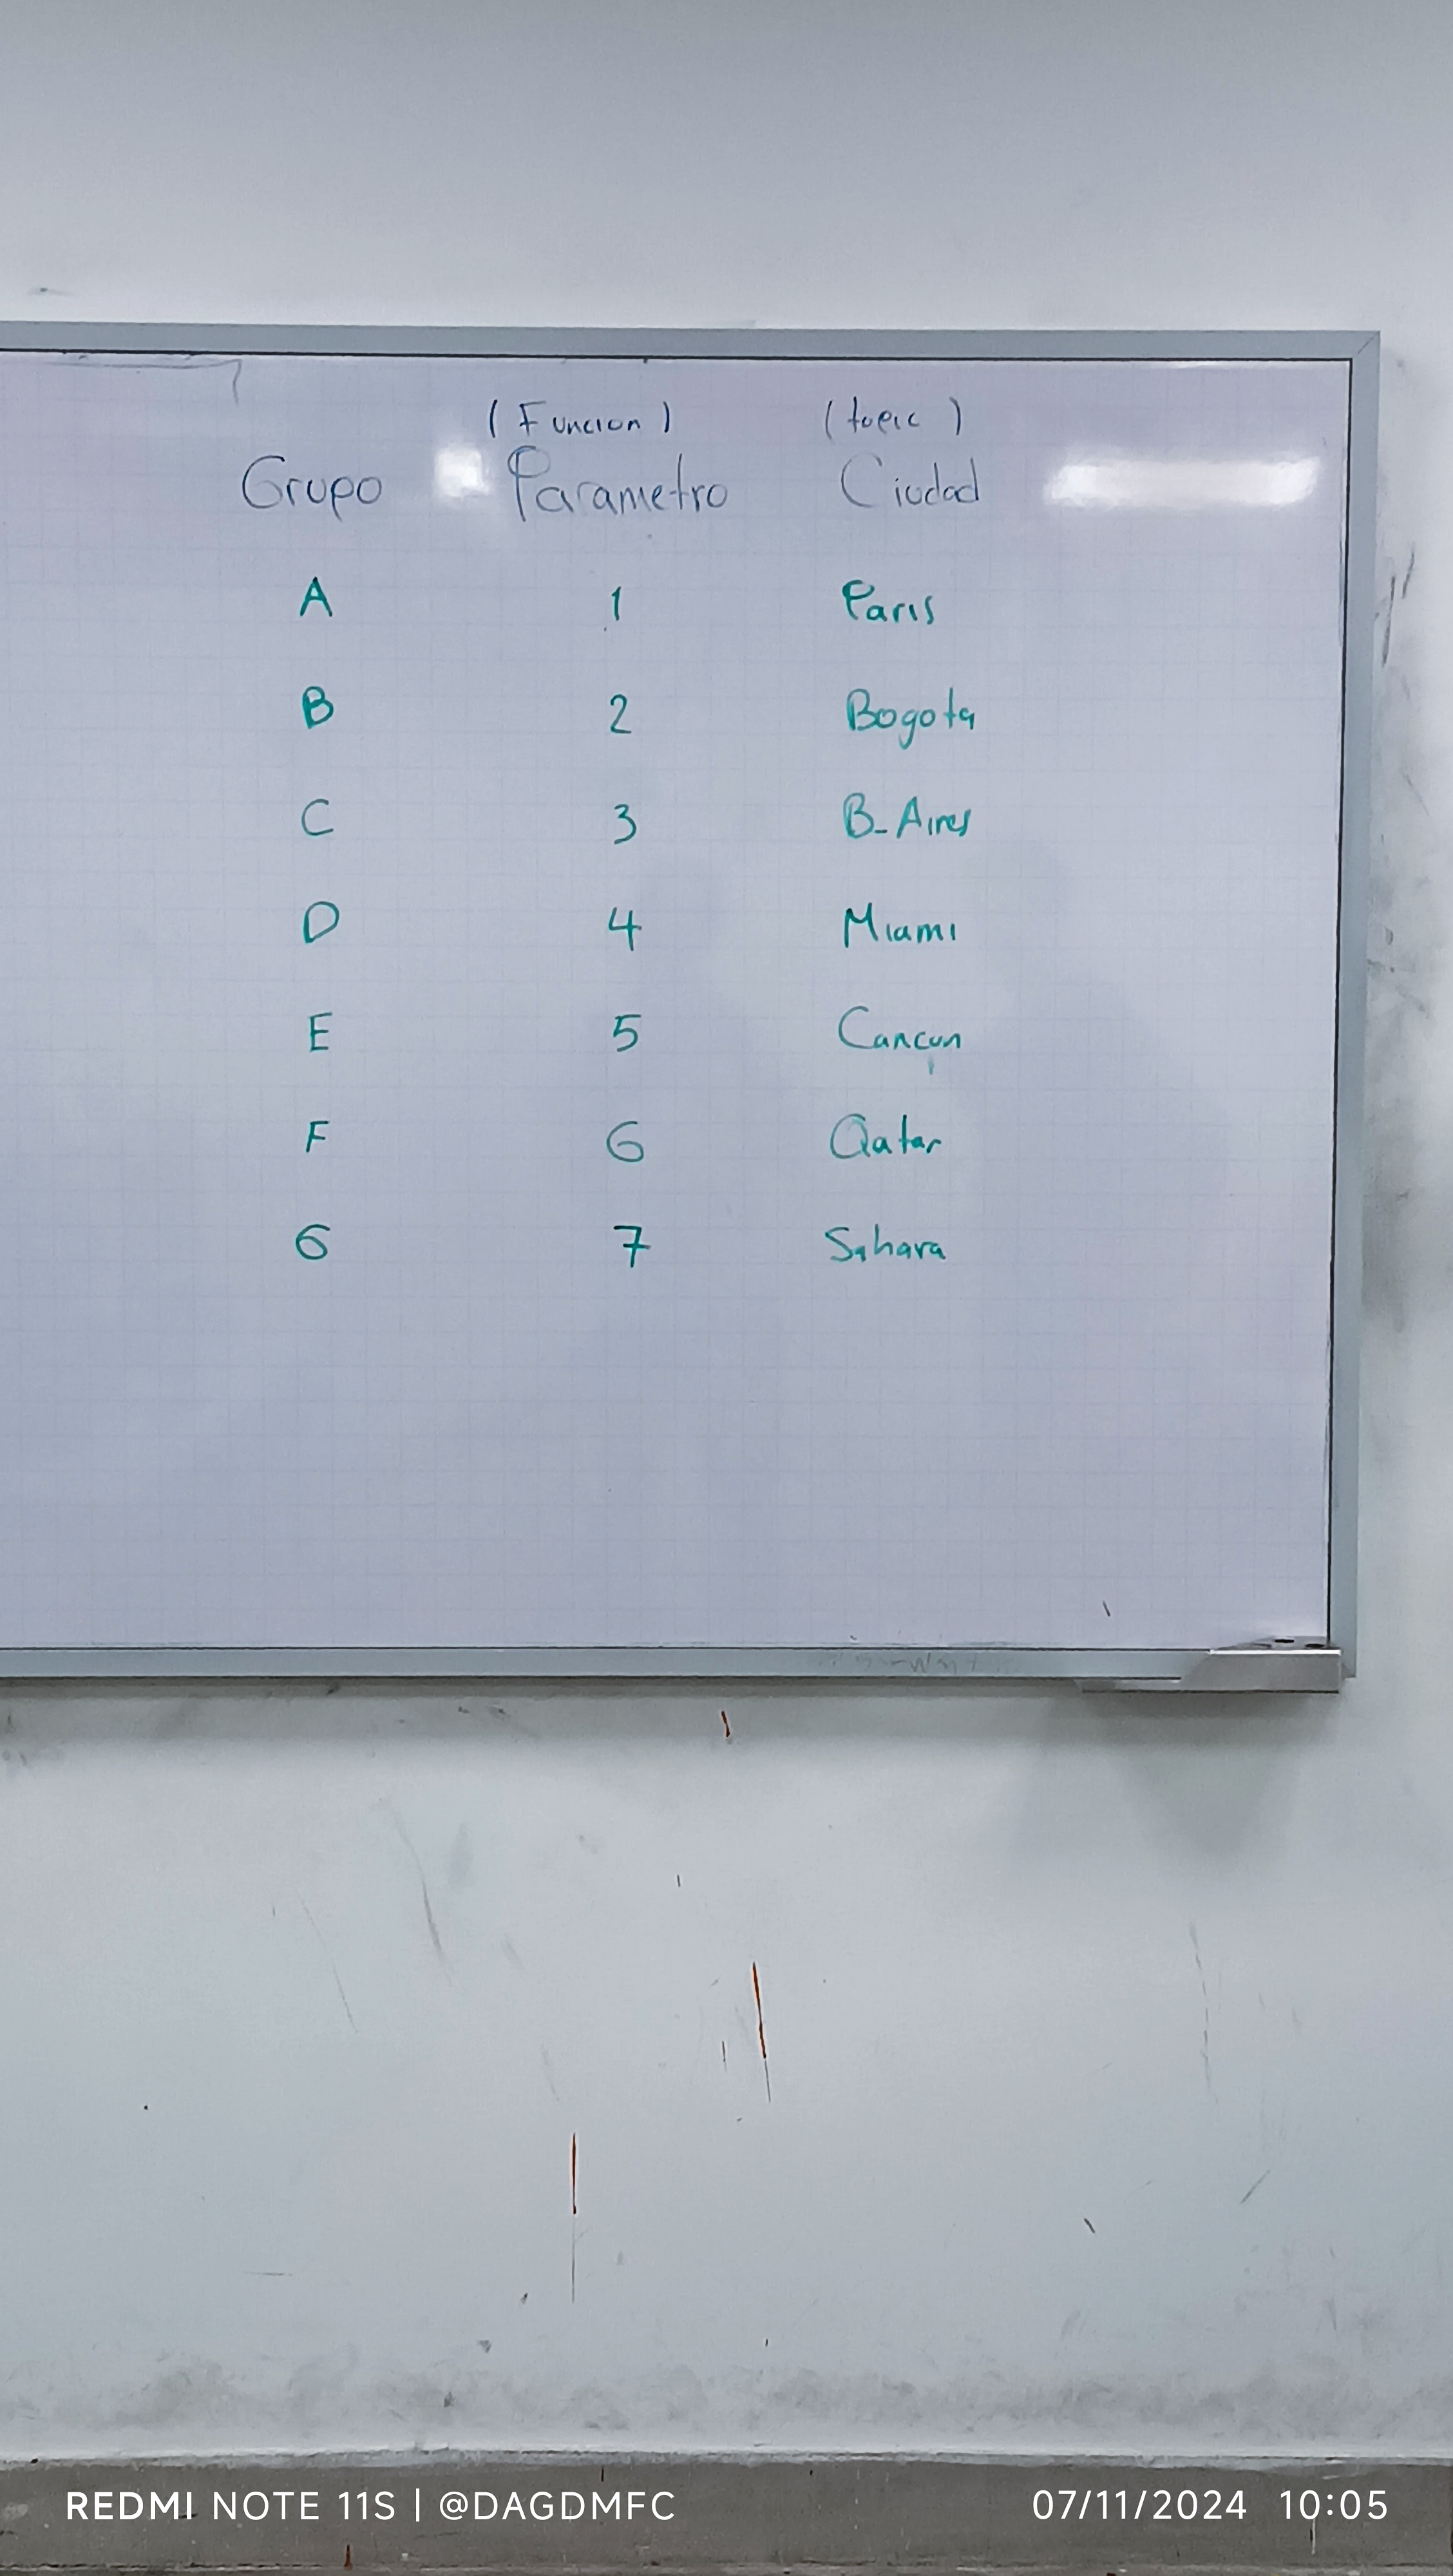 (Funcion) (topic)
Grupo Parametro Ciudad
A 1 Paris
B 2 Bogota
C 3 B-Aires
D 4 Miami
E 5 Cancun
F 6 Qatar
G 7 Sahara
REDMI NOTE 11S | @DAGDMFC 07/11/2024 10:05